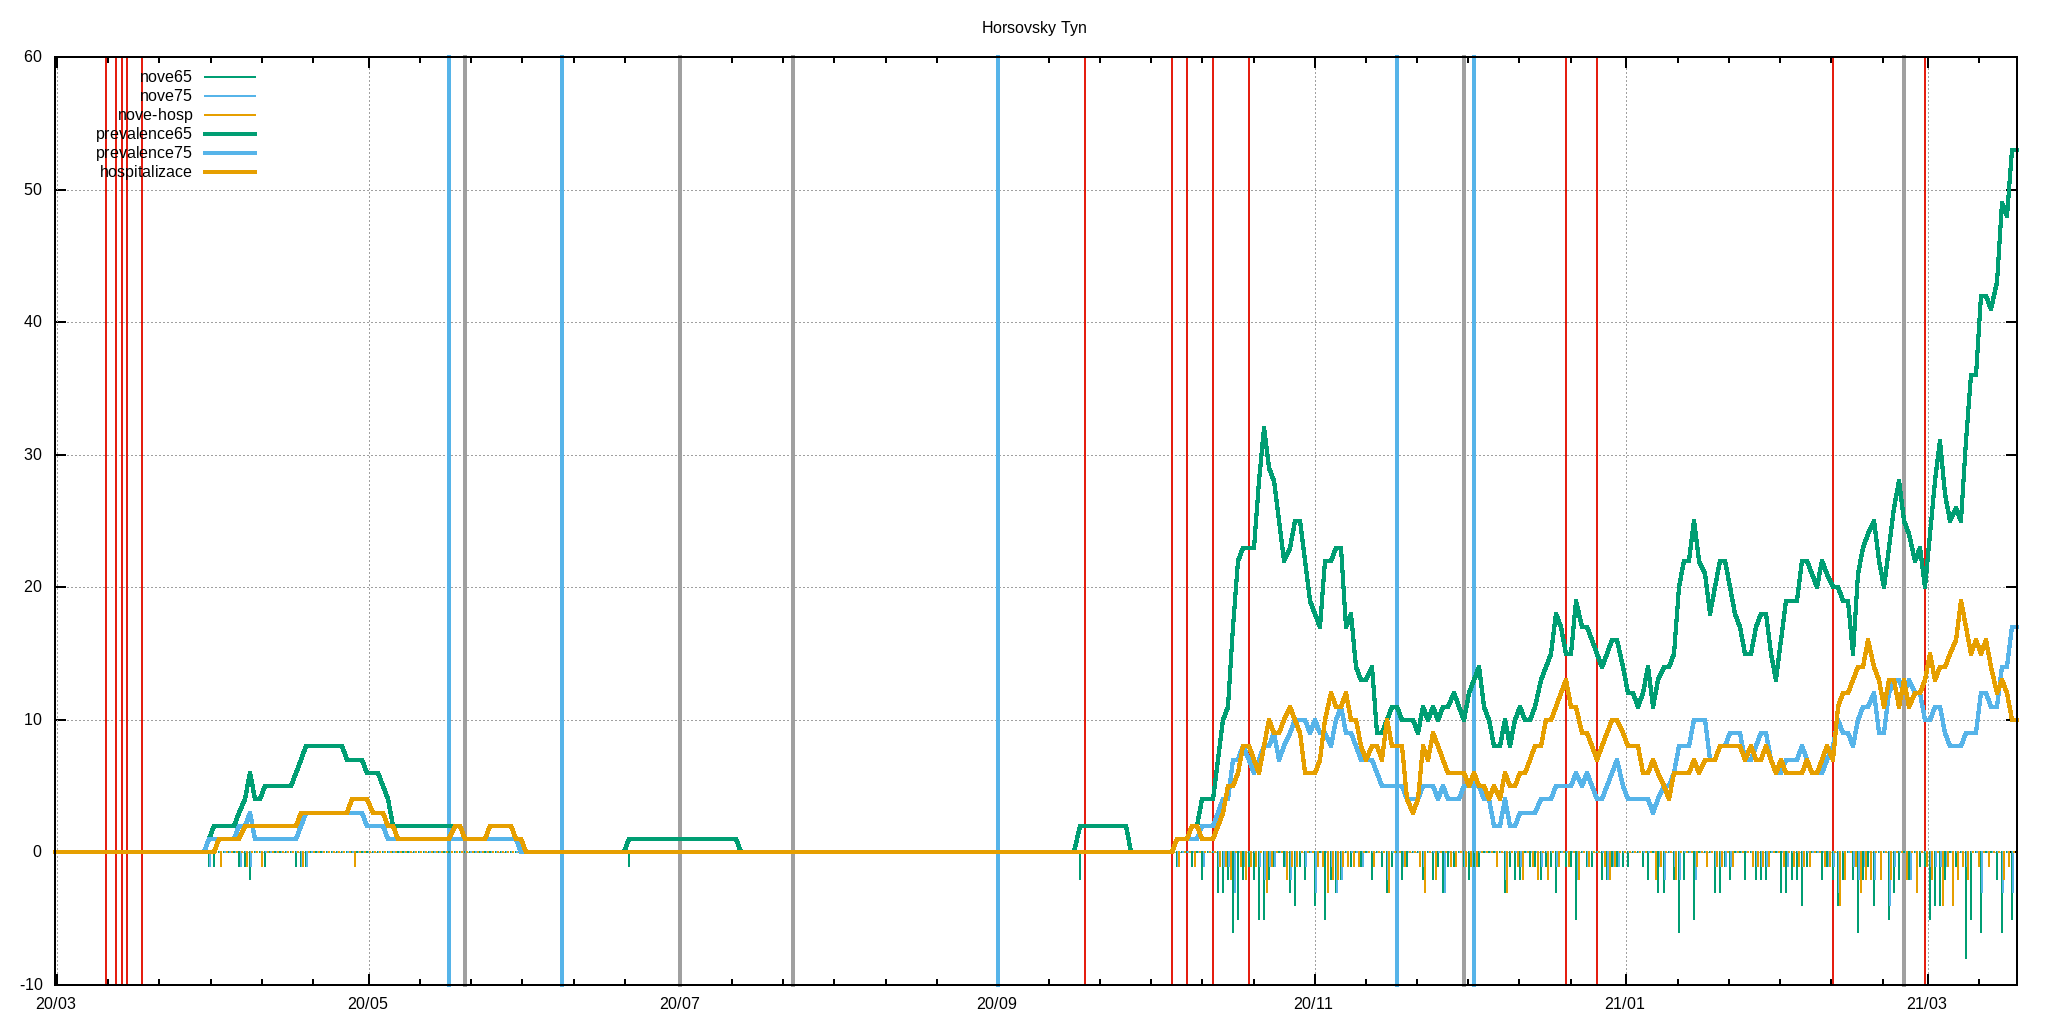 Horsovsky Tyn
60
nove65
nove75
nove-hosp
prevalence65
prevalence75
hospitalizace
50
40
30
20
10
0
-10
20/03 20/05 20/07 20/09 20/11 21/01 21/03